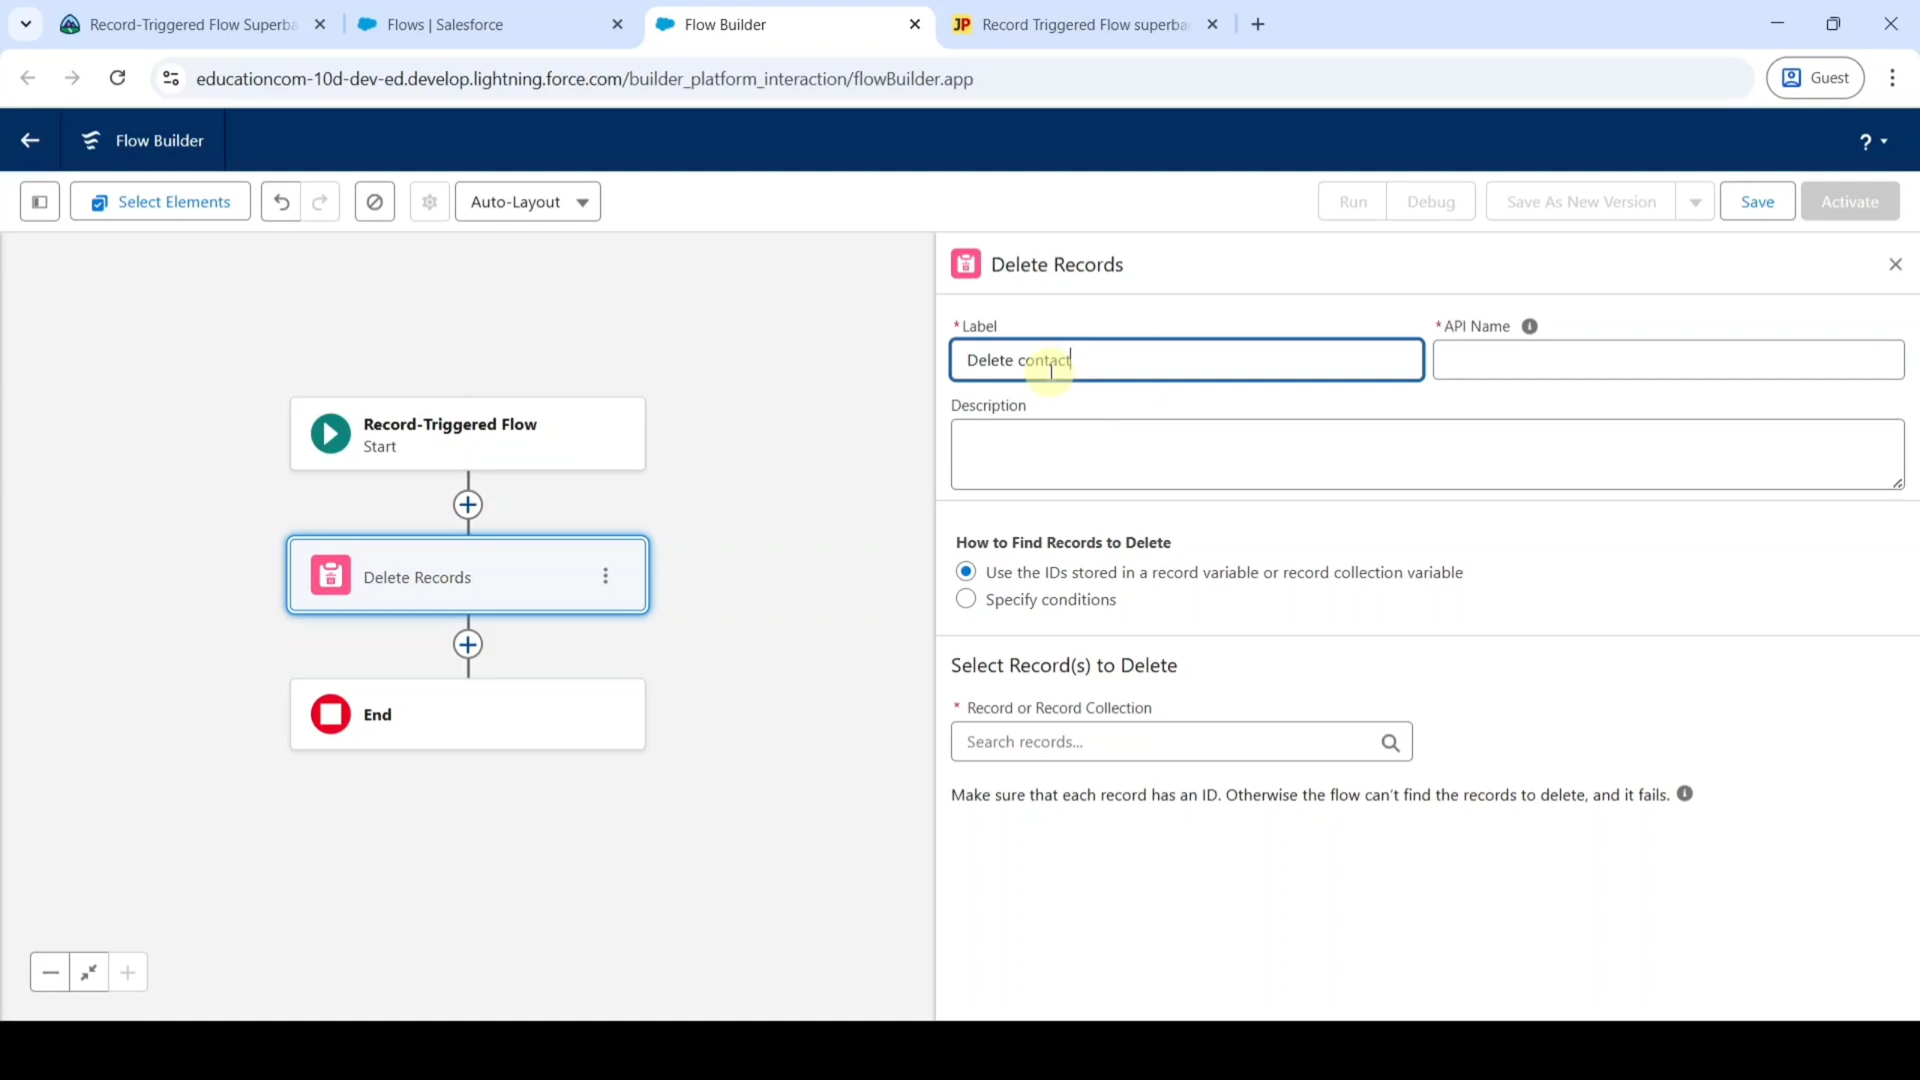 Record-Triggered Flow Superba
Flows | Salesforce
Flow Builder
JP Record Triggered Flow superba
educationcom-10d-dev-ed.develop.lightning.force.com/builder_platform_interaction/flowBuilder.app
Guest
Flow Builder
?
Select Elements
Auto-Layout
Run
Debug
Save As New Version
Save
Activate
Delete Records
* Label
* API Name
Delete contact
Description
Record-Triggered Flow
Start
Delete Records
End
How to Find Records to Delete
Use the IDs stored in a record variable or record collection variable
Specify conditions
Select Record(s) to Delete
* Record or Record Collection
Search records...
Make sure that each record has an ID. Otherwise the flow can't find the records to delete, and it fails.